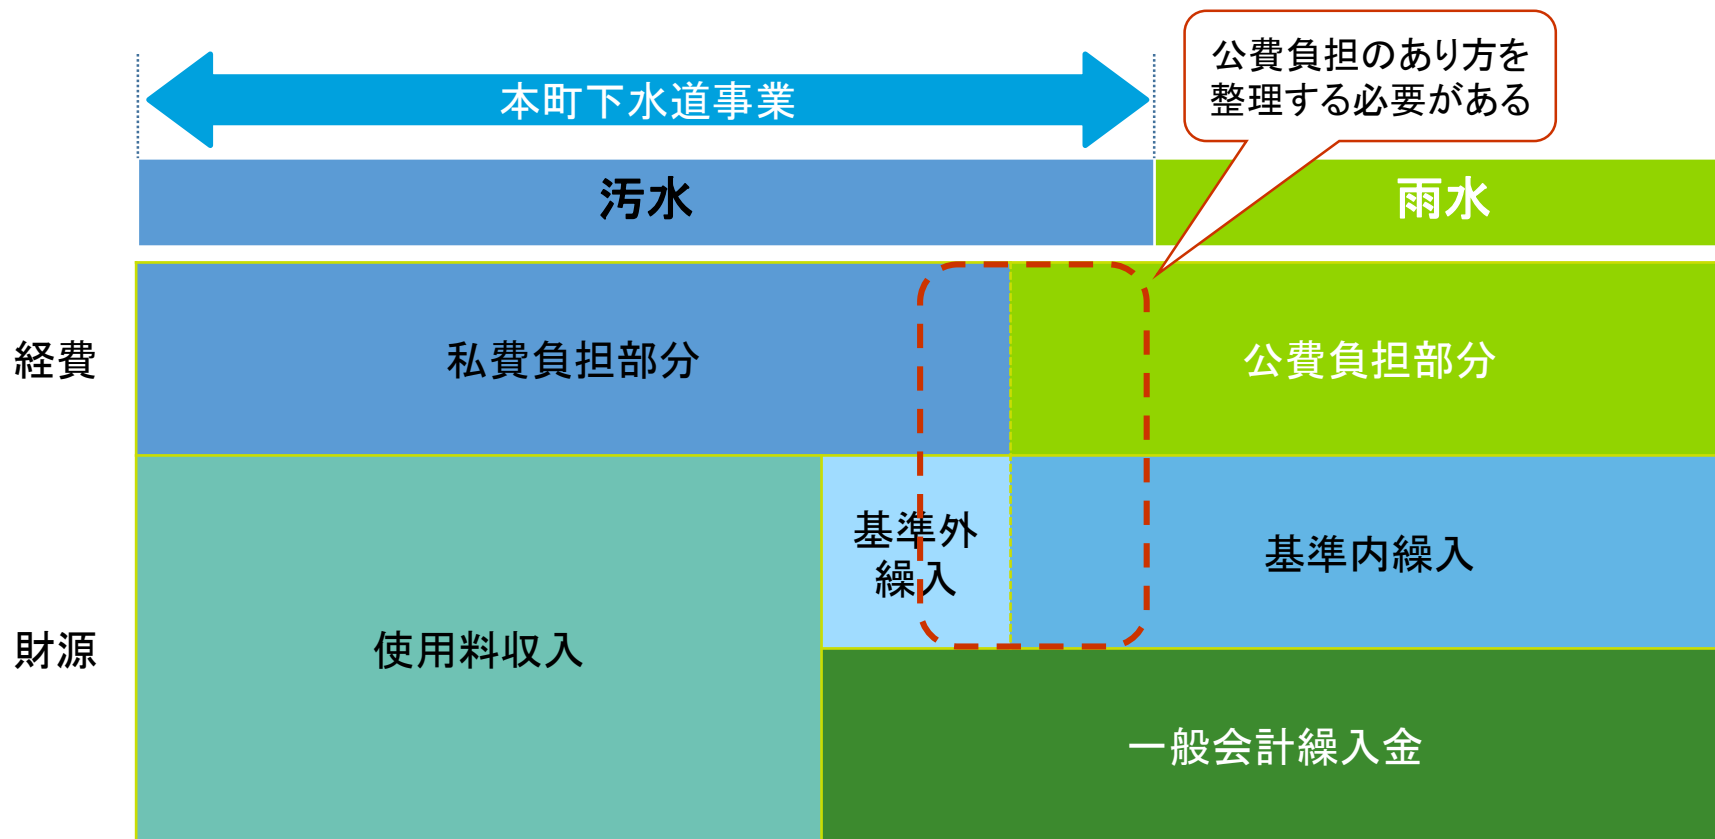 公費負担のあり方を
整理する必要がある
本町下水道事業
汚水
雨水
経費
私費負担部分
公費負担部分
基準外
繰入
基準内繰入
財源
使用料収入
一般会計繰入金